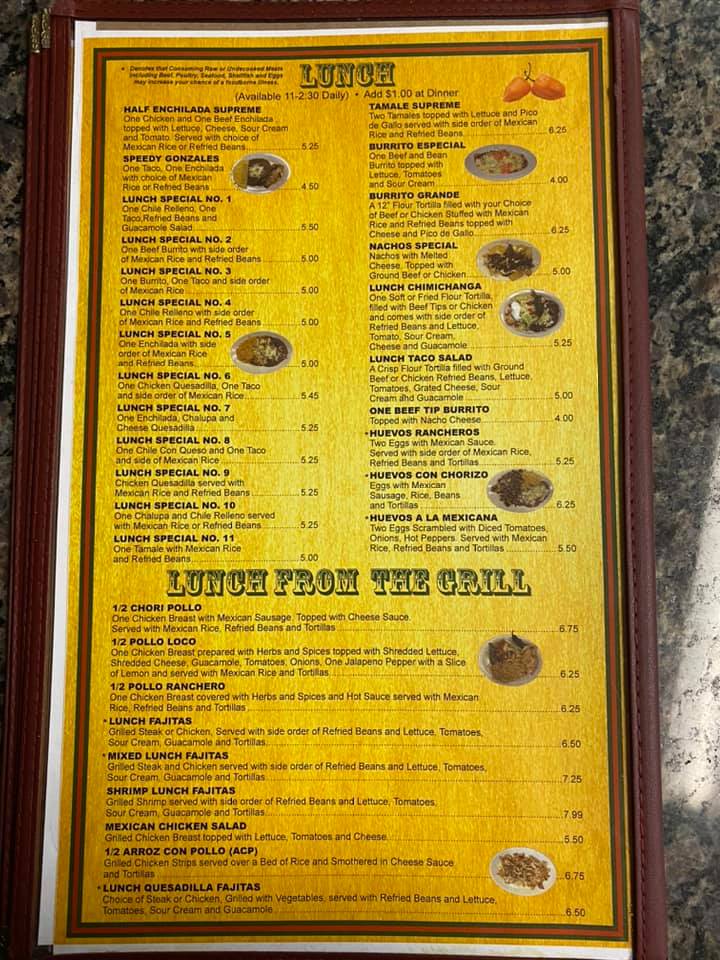 * Denotes that Consuming Raw or Undercooked Meats
Including Beef, Poultry, Seafood, Shellfish and Eggs
may increase your chance of a foodborne illness.
LUNCH
(Available 11-2:30 Daily) • Add $1.00 at Dinner
HALF ENCHILADA SUPREME
One Chicken and One Beef Enchilada
topped with Lettuce, Cheese, Sour Cream
and Tomato. Served with choice of
Mexican Rice or Refried Beans 5.25
SPEEDY GONZALES
One Taco, One Enchilada
with choice of Mexican
Rice or Refried Beans 4.50
LUNCH SPECIAL NO. 1
One Chile Relleno, One
Taco,Refried Beans and
Guacamole Salad 5.50
LUNCH SPECIAL NO. 2
One Beef Burrito with side order
of Mexican Rice and Refried Beans 5.00
LUNCH SPECIAL NO. 3
One Burrito, One Taco and side order
of Mexican Rice 5.00
LUNCH SPECIAL NO. 4
One Chile Relleno with side order
of Mexican Rice and Refried Beans 5.00
LUNCH SPECIAL NO. 5
One Enchilada with side
order of Mexican Rice
and Refried Beans 5.00
LUNCH SPECIAL NO. 6
One Chicken Quesadilla, One Taco
and side order of Mexican Rice 5.45
LUNCH SPECIAL NO. 7
One Enchilada, Chalupa and
Cheese Quesadilla 5.25
LUNCH SPECIAL NO. 8
One Chile Con Queso and One Taco
and side of Mexican Rice 5.25
LUNCH SPECIAL NO. 9
Chicken Quesadilla served with
Mexican Rice and Refried Beans 5.25
LUNCH SPECIAL NO. 10
One Chalupa and Chile Relleno served
with Mexican Rice or Refried Beans 5.25
LUNCH SPECIAL NO. 11
One Tamale with Mexican Rice
and Refried Beans 5.00
TAMALE SUPREME
Two Tamales topped with Lettuce and Pico
de Gallo served with side order of Mexican
Rice and Refried Beans 6.25
BURRITO ESPECIAL
One Beef and Bean
Burrito topped with
Lettuce, Tomatoes
and Sour Cream 4.00
BURRITO GRANDE
A 12" Flour Tortilla filled with your Choice
of Beef or Chicken Stuffed with Mexican
Rice and Refried Beans topped with
Cheese and Pico de Gallo 6.25
NACHOS SPECIAL
Nachos with Melted
Cheese, Topped with
Ground Beef or Chicken 5.00
LUNCH CHIMICHANGA
One Soft or Fried Flour Tortilla,
filled with Beef Tips or Chicken
and comes with side order of
Refried Beans and Lettuce,
Tomato, Sour Cream,
Cheese and Guacamole 5.25
LUNCH TACO SALAD
A Crisp Flour Tortilla filled with Ground
Beef or Chicken Refried Beans, Lettuce,
Tomatoes, Grated Cheese, Sour
Cream and Guacamole 5.00
ONE BEEF TIP BURRITO
Topped with Nacho Cheese 4.00
*HUEVOS RANCHEROS
Two Eggs with Mexican Sauce.
Served with side order of Mexican Rice,
Refried Beans and Tortillas 5.25
*HUEVOS CON CHORIZO
Eggs with Mexican
Sausage, Rice, Beans
and Tortillas 6.25
*HUEVOS A LA MEXICANA
Two Eggs Scrambled with Diced Tomatoes,
Onions, Hot Peppers. Served with Mexican
Rice, Refried Beans and Tortillas 5.50
LUNCH FROM THE GRILL
1/2 CHORI POLLO
One Chicken Breast with Mexican Sausage. Topped with Cheese Sauce.
Served with Mexican Rice, Refried Beans and Tortillas 6.75
1/2 POLLO LOCO
One Chicken Breast prepared with Herbs and Spices topped with Shredded Lettuce,
Shredded Cheese, Guacamole, Tomatoes, Onions, One Jalapeno Pepper with a Slice
of Lemon and served with Mexican Rice and Tortillas 6.25
1/2 POLLO RANCHERO
One Chicken Breast covered with Herbs and Spices and Hot Sauce served with Mexican
Rice, Refried Beans and Tortillas 6.25
*LUNCH FAJITAS
Grilled Steak or Chicken, Served with side order of Refried Beans and Lettuce, Tomatoes,
Sour Cream, Guacamole and Tortillas 6.50
*MIXED LUNCH FAJITAS
Grilled Steak and Chicken served with side order of Refried Beans and Lettuce, Tomatoes,
Sour Cream, Guacamole and Tortillas 7.25
SHRIMP LUNCH FAJITAS
Grilled Shrimp served with side order of Refried Beans and Lettuce, Tomatoes,
Sour Cream, Guacamole and Tortillas 7.99
MEXICAN CHICKEN SALAD
Grilled Chicken Breast topped with Lettuce, Tomatoes and Cheese 5.50
1/2 ARROZ CON POLLO (ACP)
Grilled Chicken Strips served over a Bed of Rice and Smothered in Cheese Sauce
and Tortillas 6.75
*LUNCH QUESADILLA FAJITAS
Choice of Steak or Chicken, Grilled with Vegetables, served with Refried Beans and Lettuce,
Tomatoes, Sour Cream and Guacamole 6.50